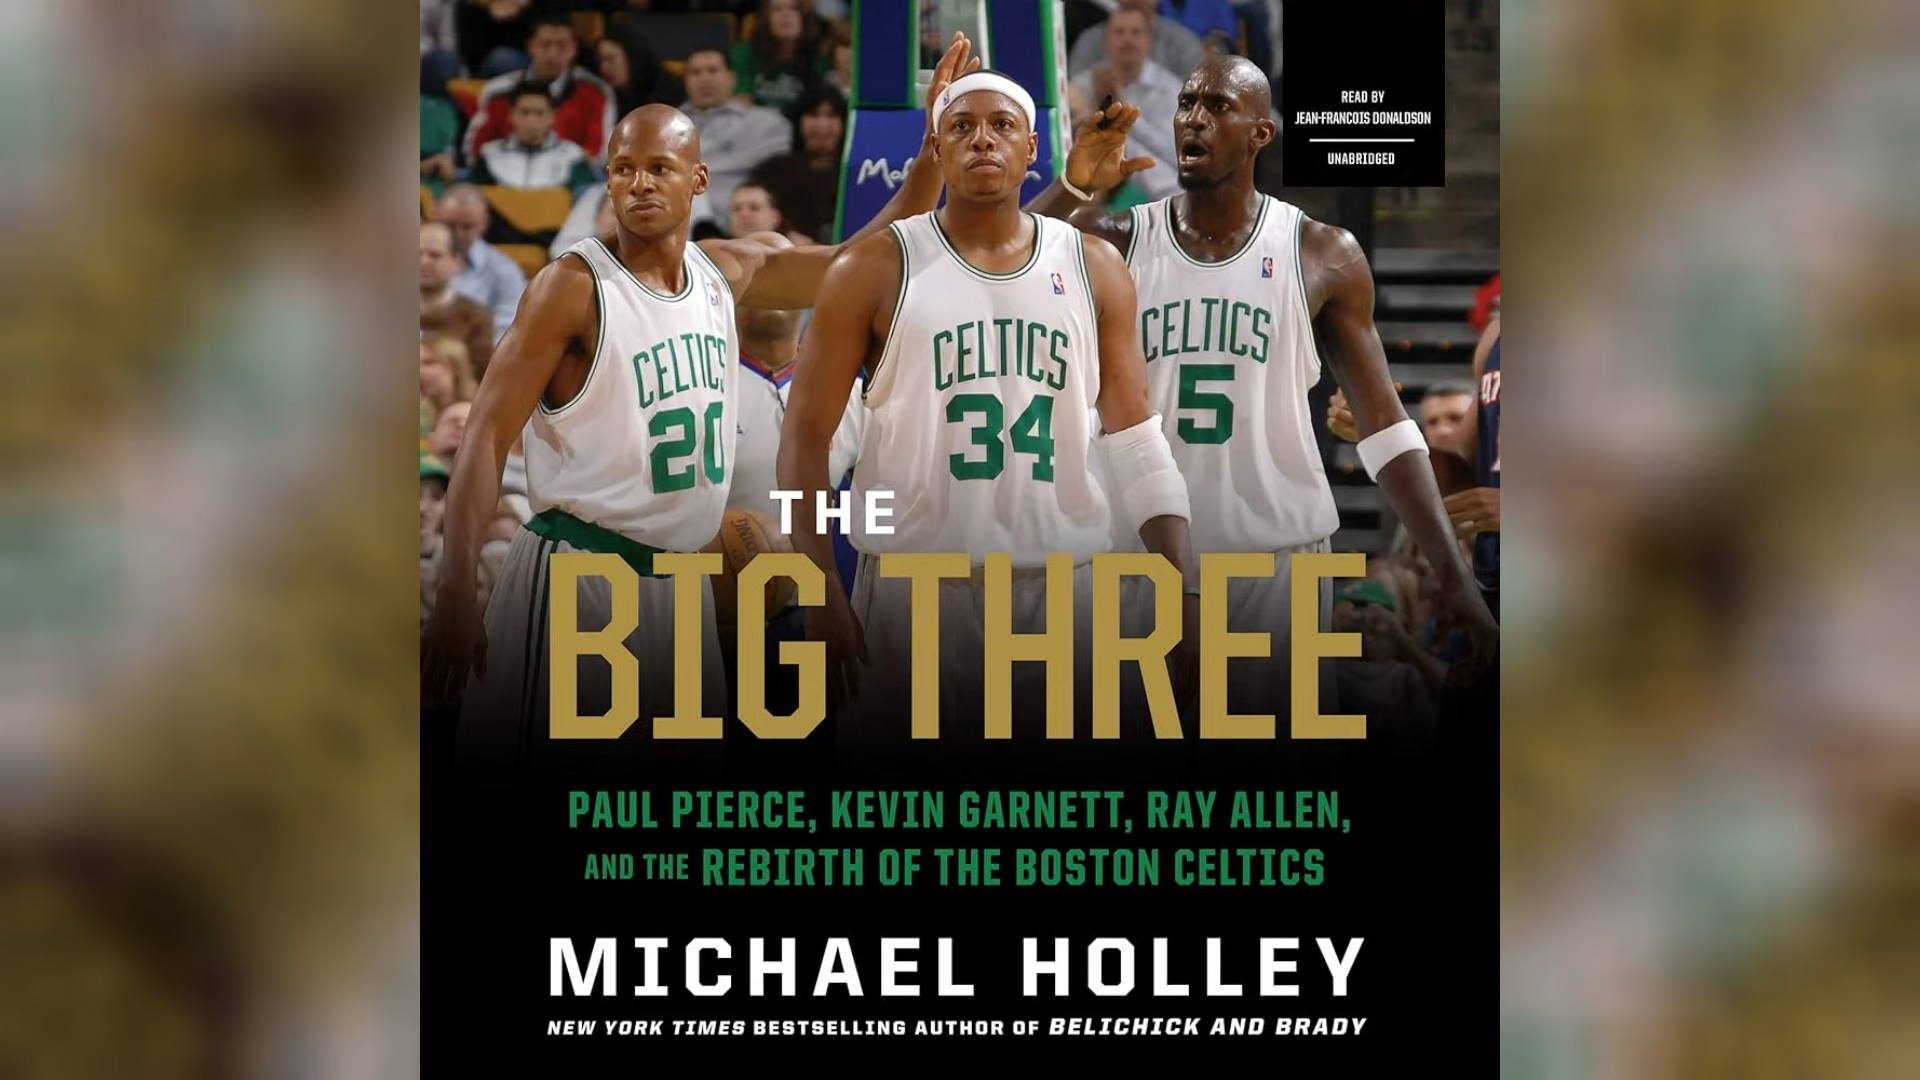 READ BY
JEAN-FRANCOIS DONALDSON
UNABRIDGED
CELTICS
20
CELTICS
34
CELTICS
5
THE
BIG THREE
PAUL PIERCE, KEVIN GARNETT, RAY ALLEN,
AND THE REBIRTH OF THE BOSTON CELTICS
MICHAEL HOLLEY
NEW YORK TIMES BESTSELLING AUTHOR OF BELICHICK AND BRADY